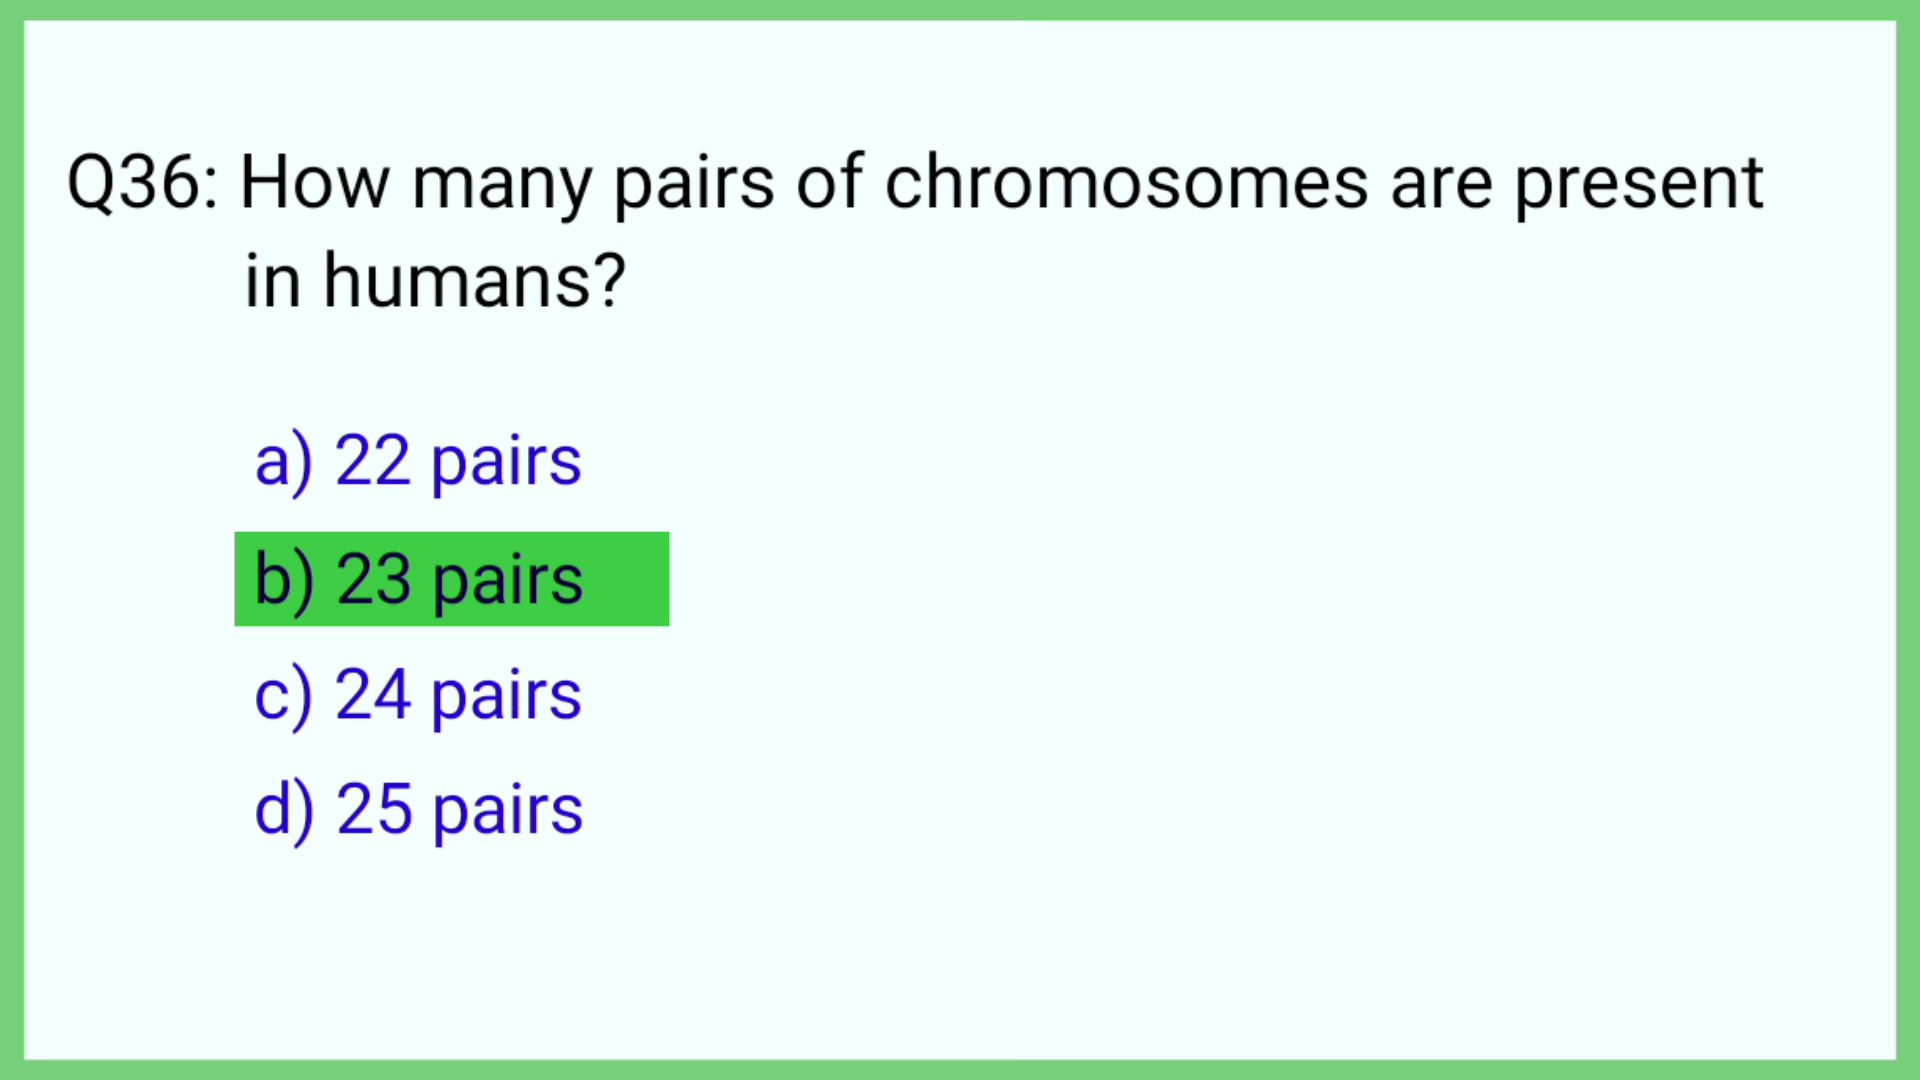 Q36: How many pairs of chromosomes are present
in humans?
a) 22 pairs
b) 23 pairs
c) 24 pairs
d) 25 pairs